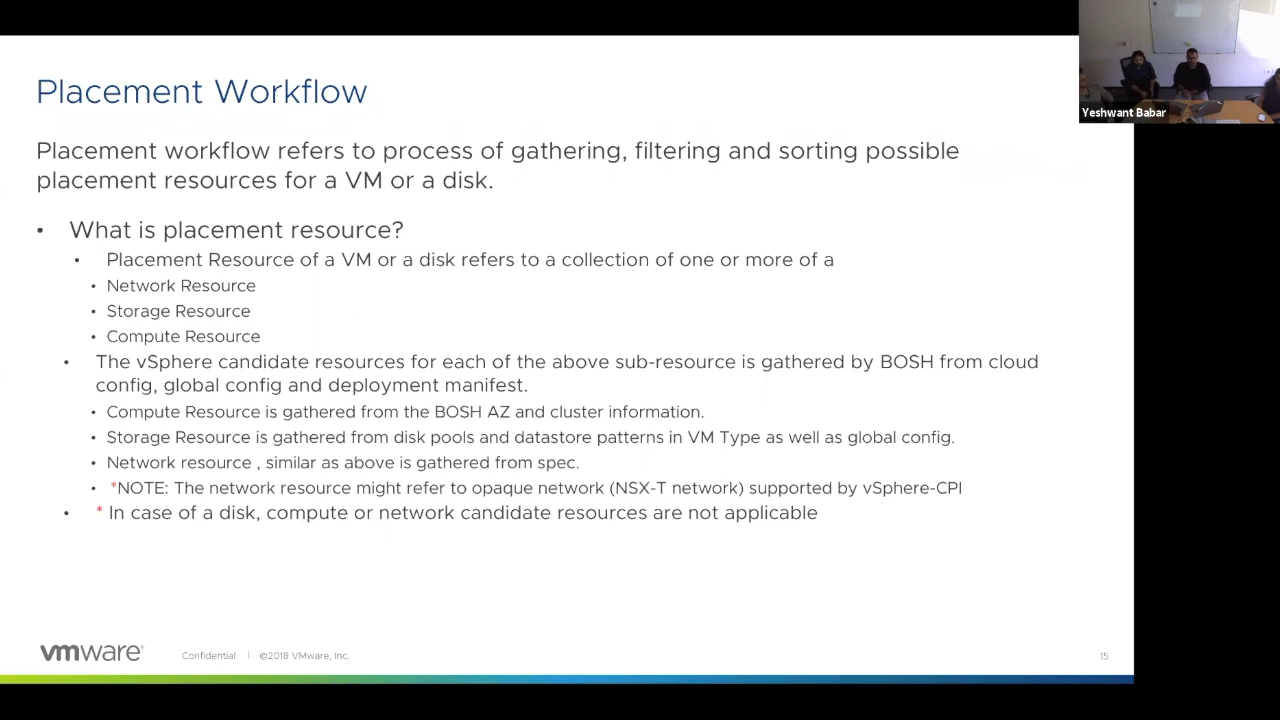 Placement Workflow
Yeshwant Babar
Placement workflow refers to process of gathering, filtering and sorting possible
placement resources for a VM or a disk.
• What is placement resource?
• Placement Resource of a VM or a disk refers to a collection of one or more of a
• Network Resource
• Storage Resource
• Compute Resource
• The vSphere candidate resources for each of the above sub-resource is gathered by BOSH from cloud
config, global config and deployment manifest.
• Compute Resource is gathered from the BOSH AZ and cluster information.
• Storage Resource is gathered from disk pools and datastore patterns in VM Type as well as global config.
• Network resource , similar as above is gathered from spec.
• *NOTE: The network resource might refer to opaque network (NSX-T network) supported by vSphere-CPI
• * In case of a disk, compute or network candidate resources are not applicable
vmware® Confidential | ©2018 VMware, Inc. 15